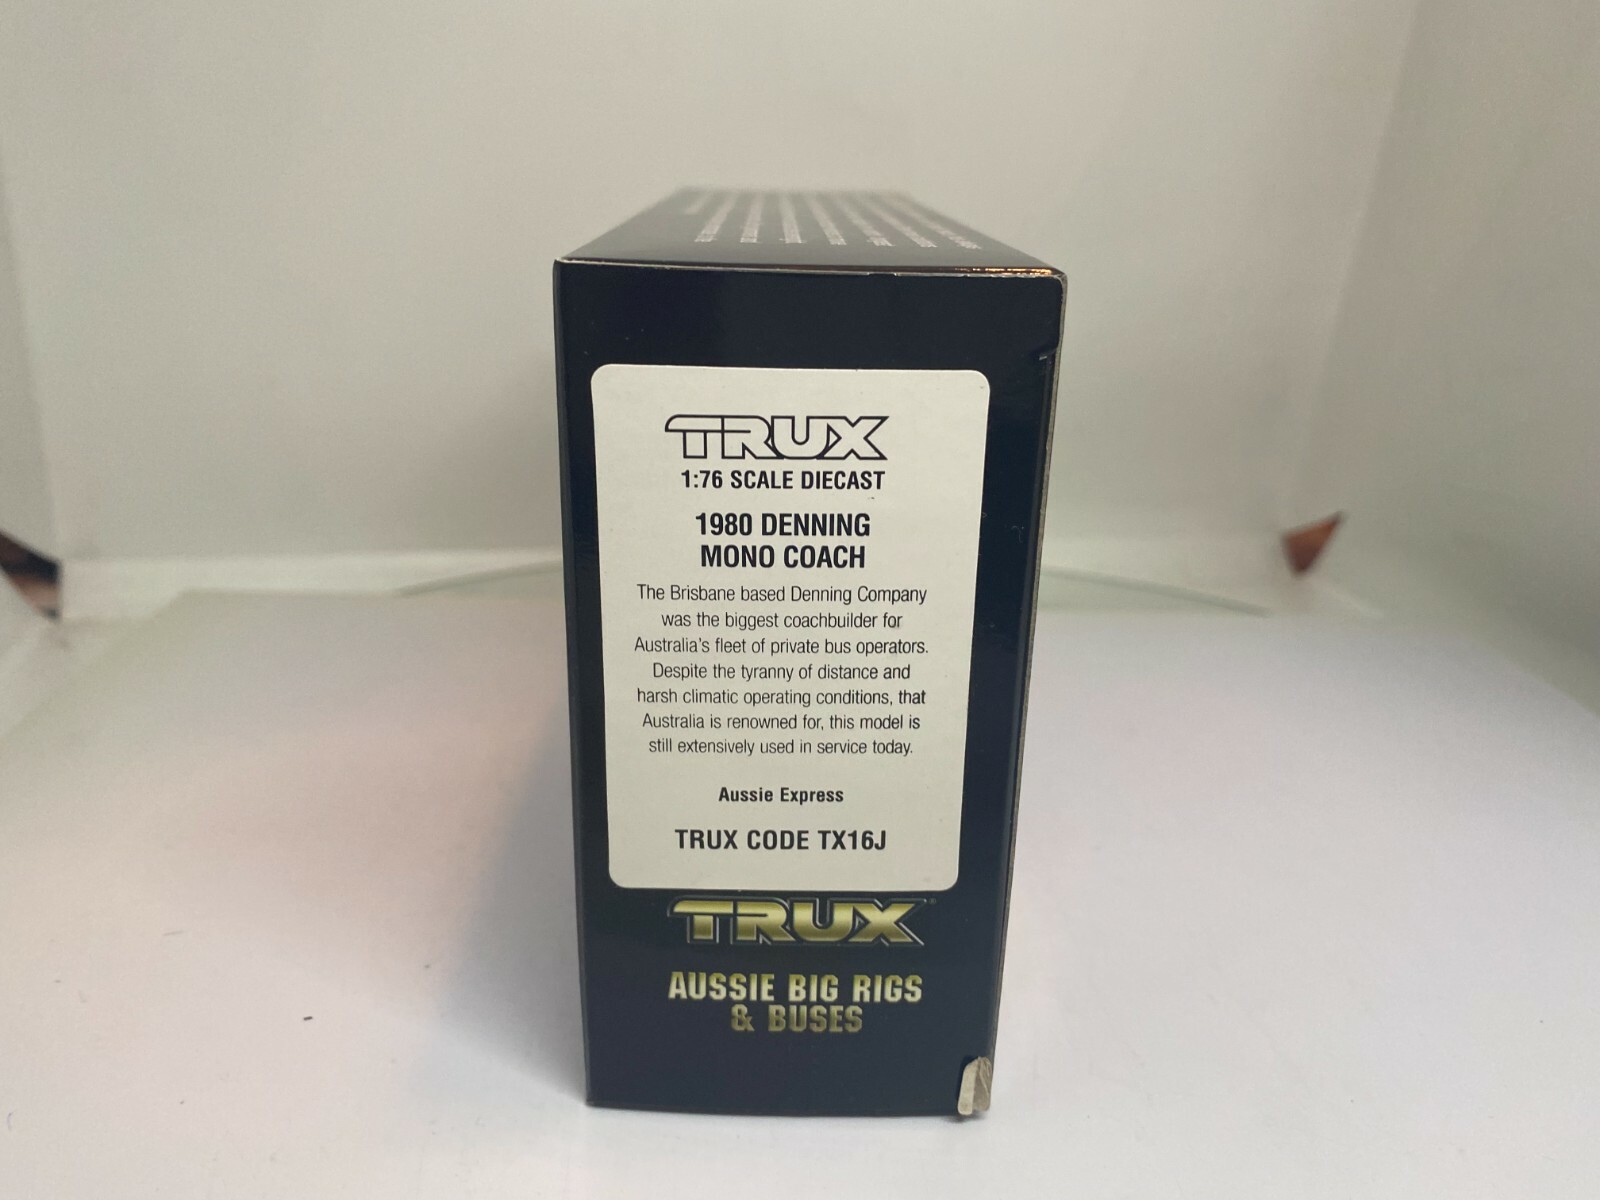 TRUX
1:76 SCALE DIECAST
1980 DENNING
MONO COACH
The Brisbane based Denning Company
was the biggest coachbuilder for
Australia's fleet of private bus operators.
Despite the tyranny of distance and
harsh climatic operating conditions, that
Australia is renowned for, this model is
still extensively used in service today.
Aussie Express
TRUX CODE TX16J
TRUX
AUSSIE BIG RIGS
& BUSES